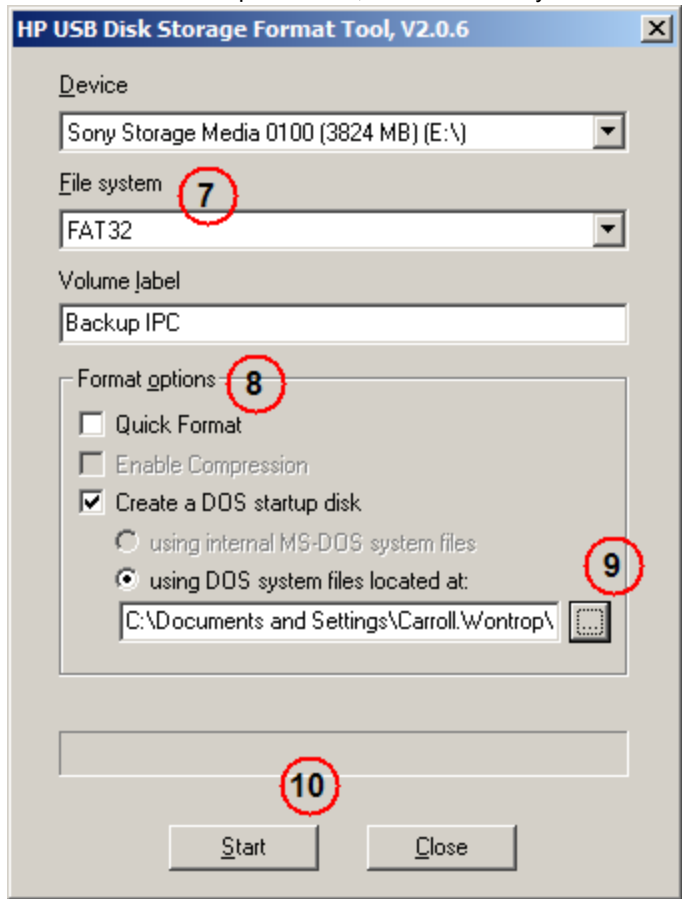 HP USB Disk Storage Format Tool, V2.0.6
Device
Sony Storage Media 0100 (3824 MB) (E:\)
File system
7
FAT32
Volume label
Backup IPC
Format options
8
Quick Format
Enable Compression
Create a DOS startup disk
using internal MS-DOS system files
using DOS system files located at:
9
C:\Documents and Settings\Carroll.Wontrop\
...
10
Start
Close